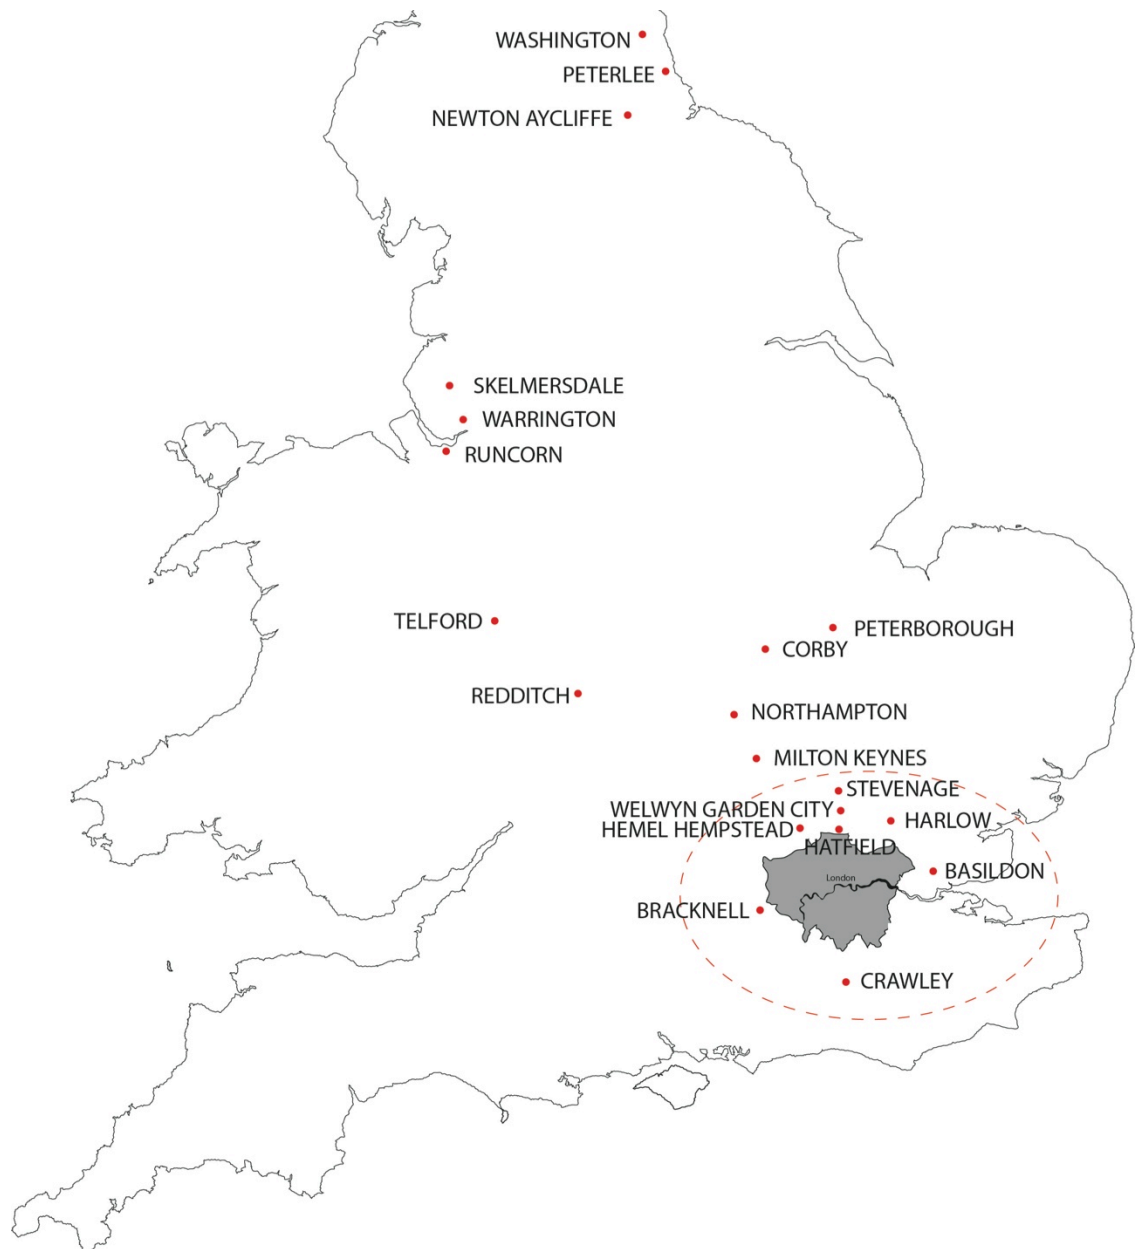 WASHINGTON
PETERLEE
NEWTON AYCLIFFE
SKELMERSDALE
WARRINGTON
RUNCORN
TELFORD
PETERBOROUGH
CORBY
REDDITCH
NORTHAMPTON
MILTON KEYNES
STEVENAGE
WELWYN GARDEN CITY
HARLOW
HEMEL HEMPSTEAD
HATFIELD
BASILDON
London
BRACKNELL
CRAWLEY